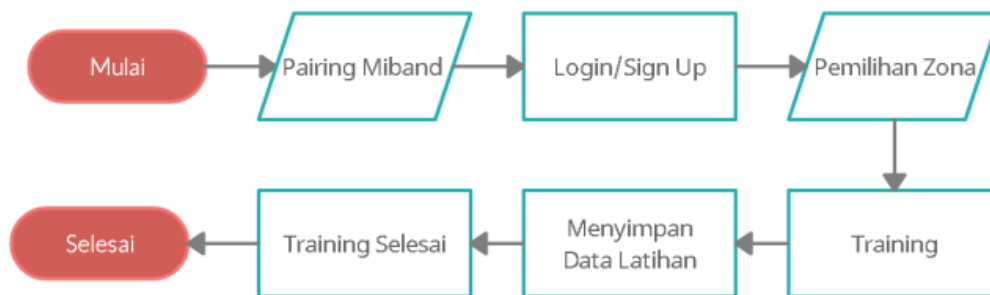 Mulai
Pairing Miband
Login/Sign Up
Pemilihan Zona
Training
Menyimpan
Data Latihan
Training Selesai
Selesai